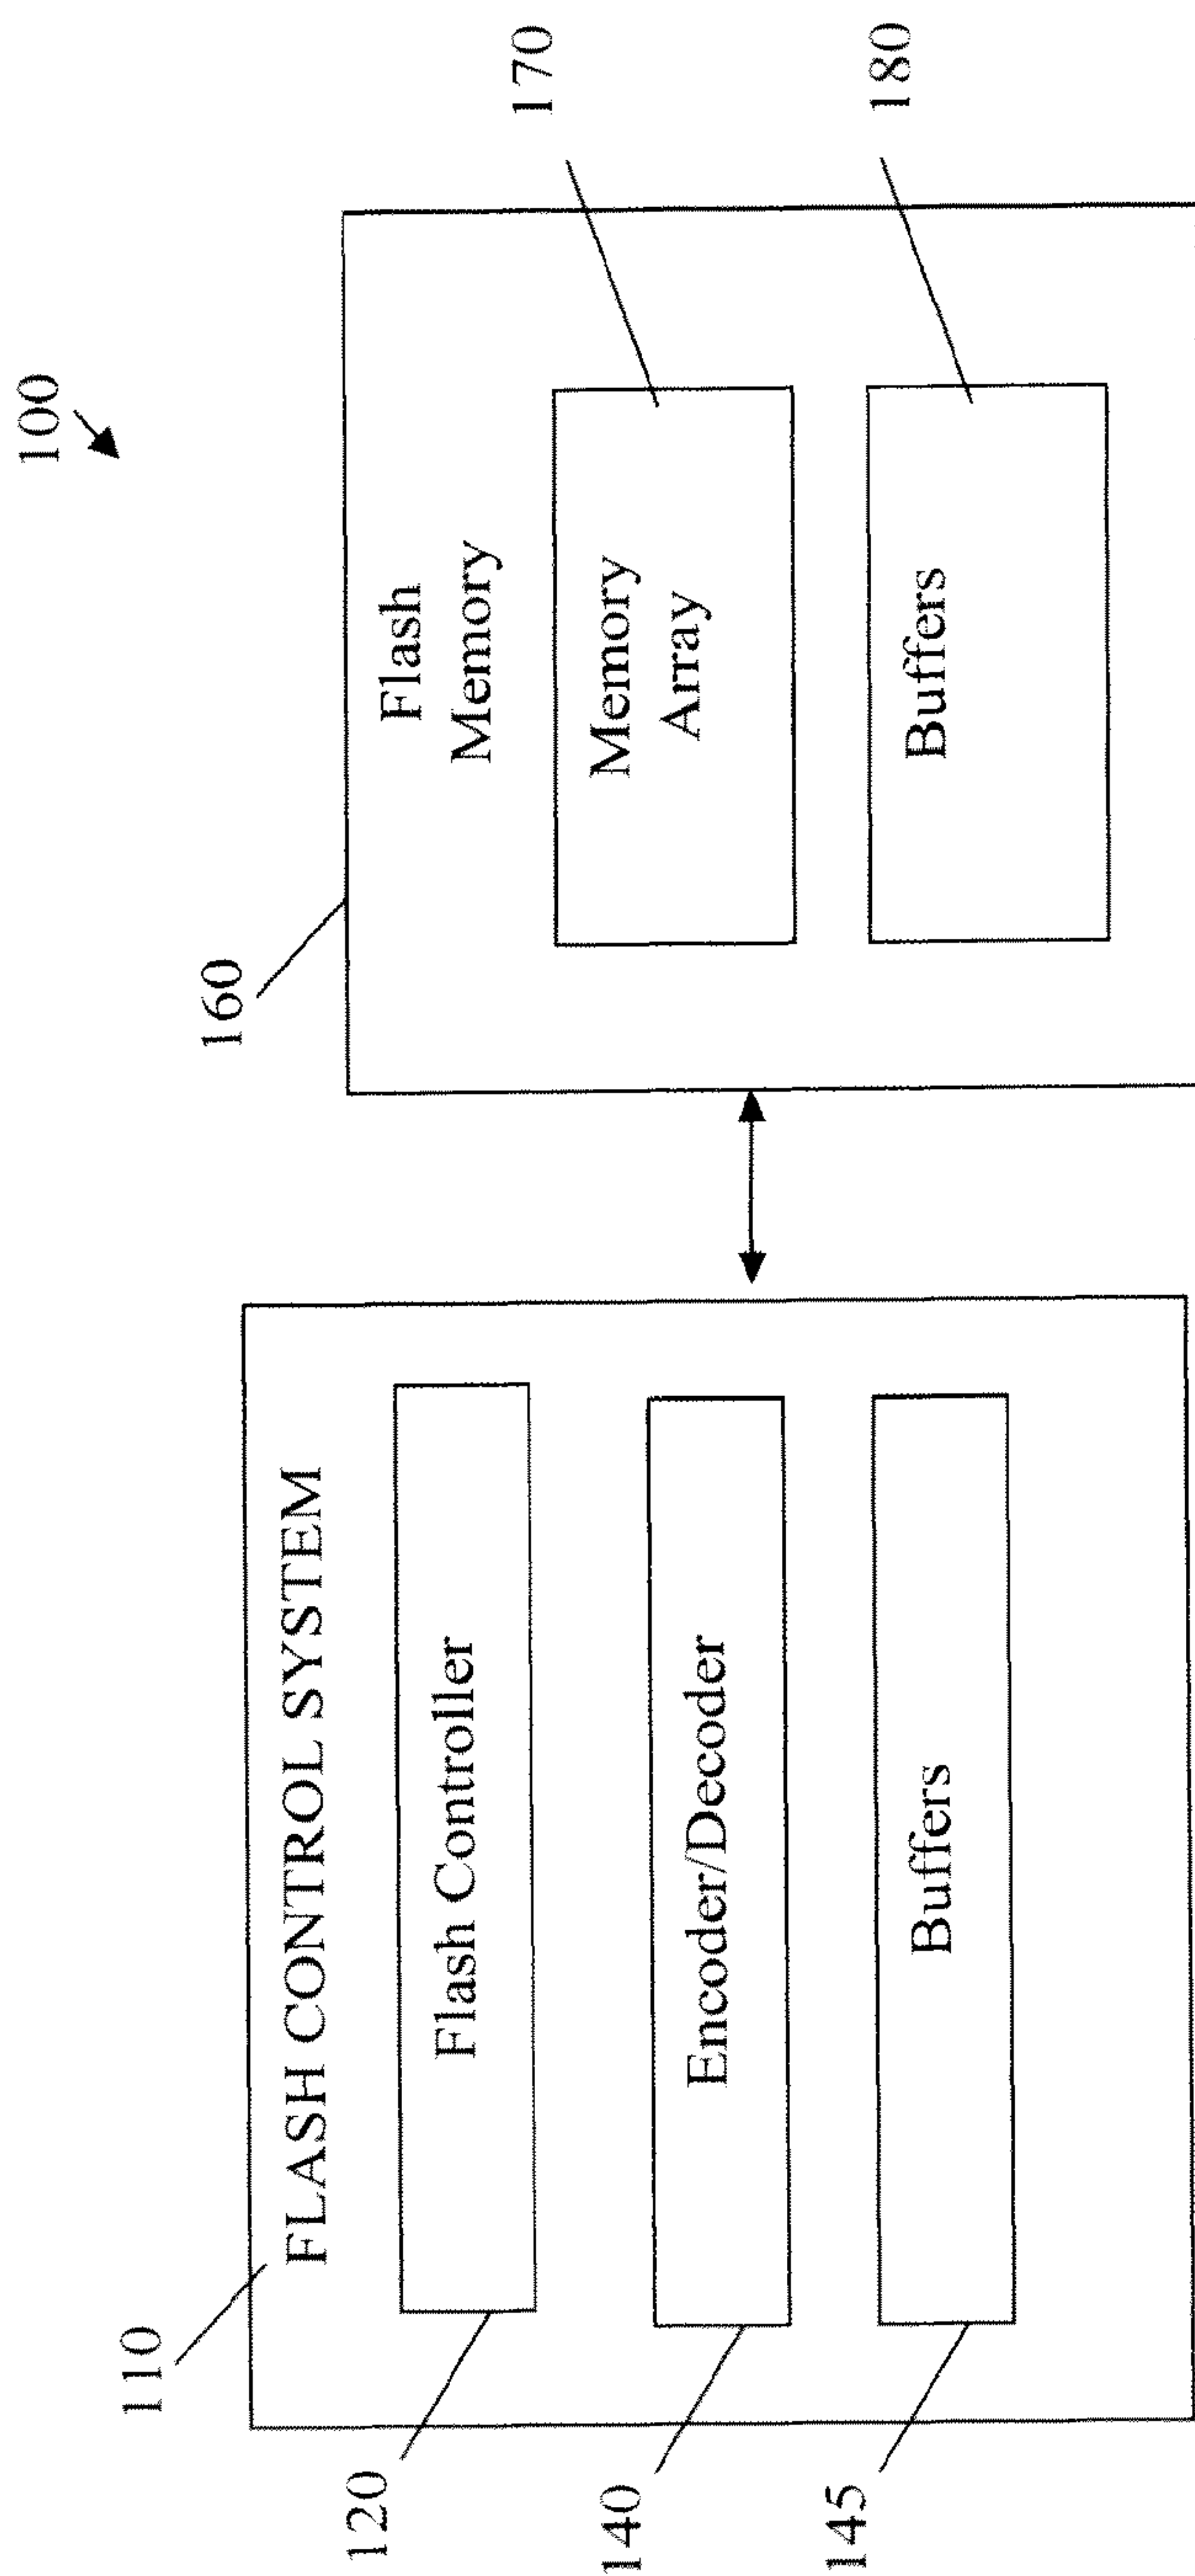 100
110
FLASH CONTROL SYSTEM
120
Flash Controller
140
Encoder/Decoder
145
Buffers
160
Flash
Memory
170
Memory
Array
180
Buffers